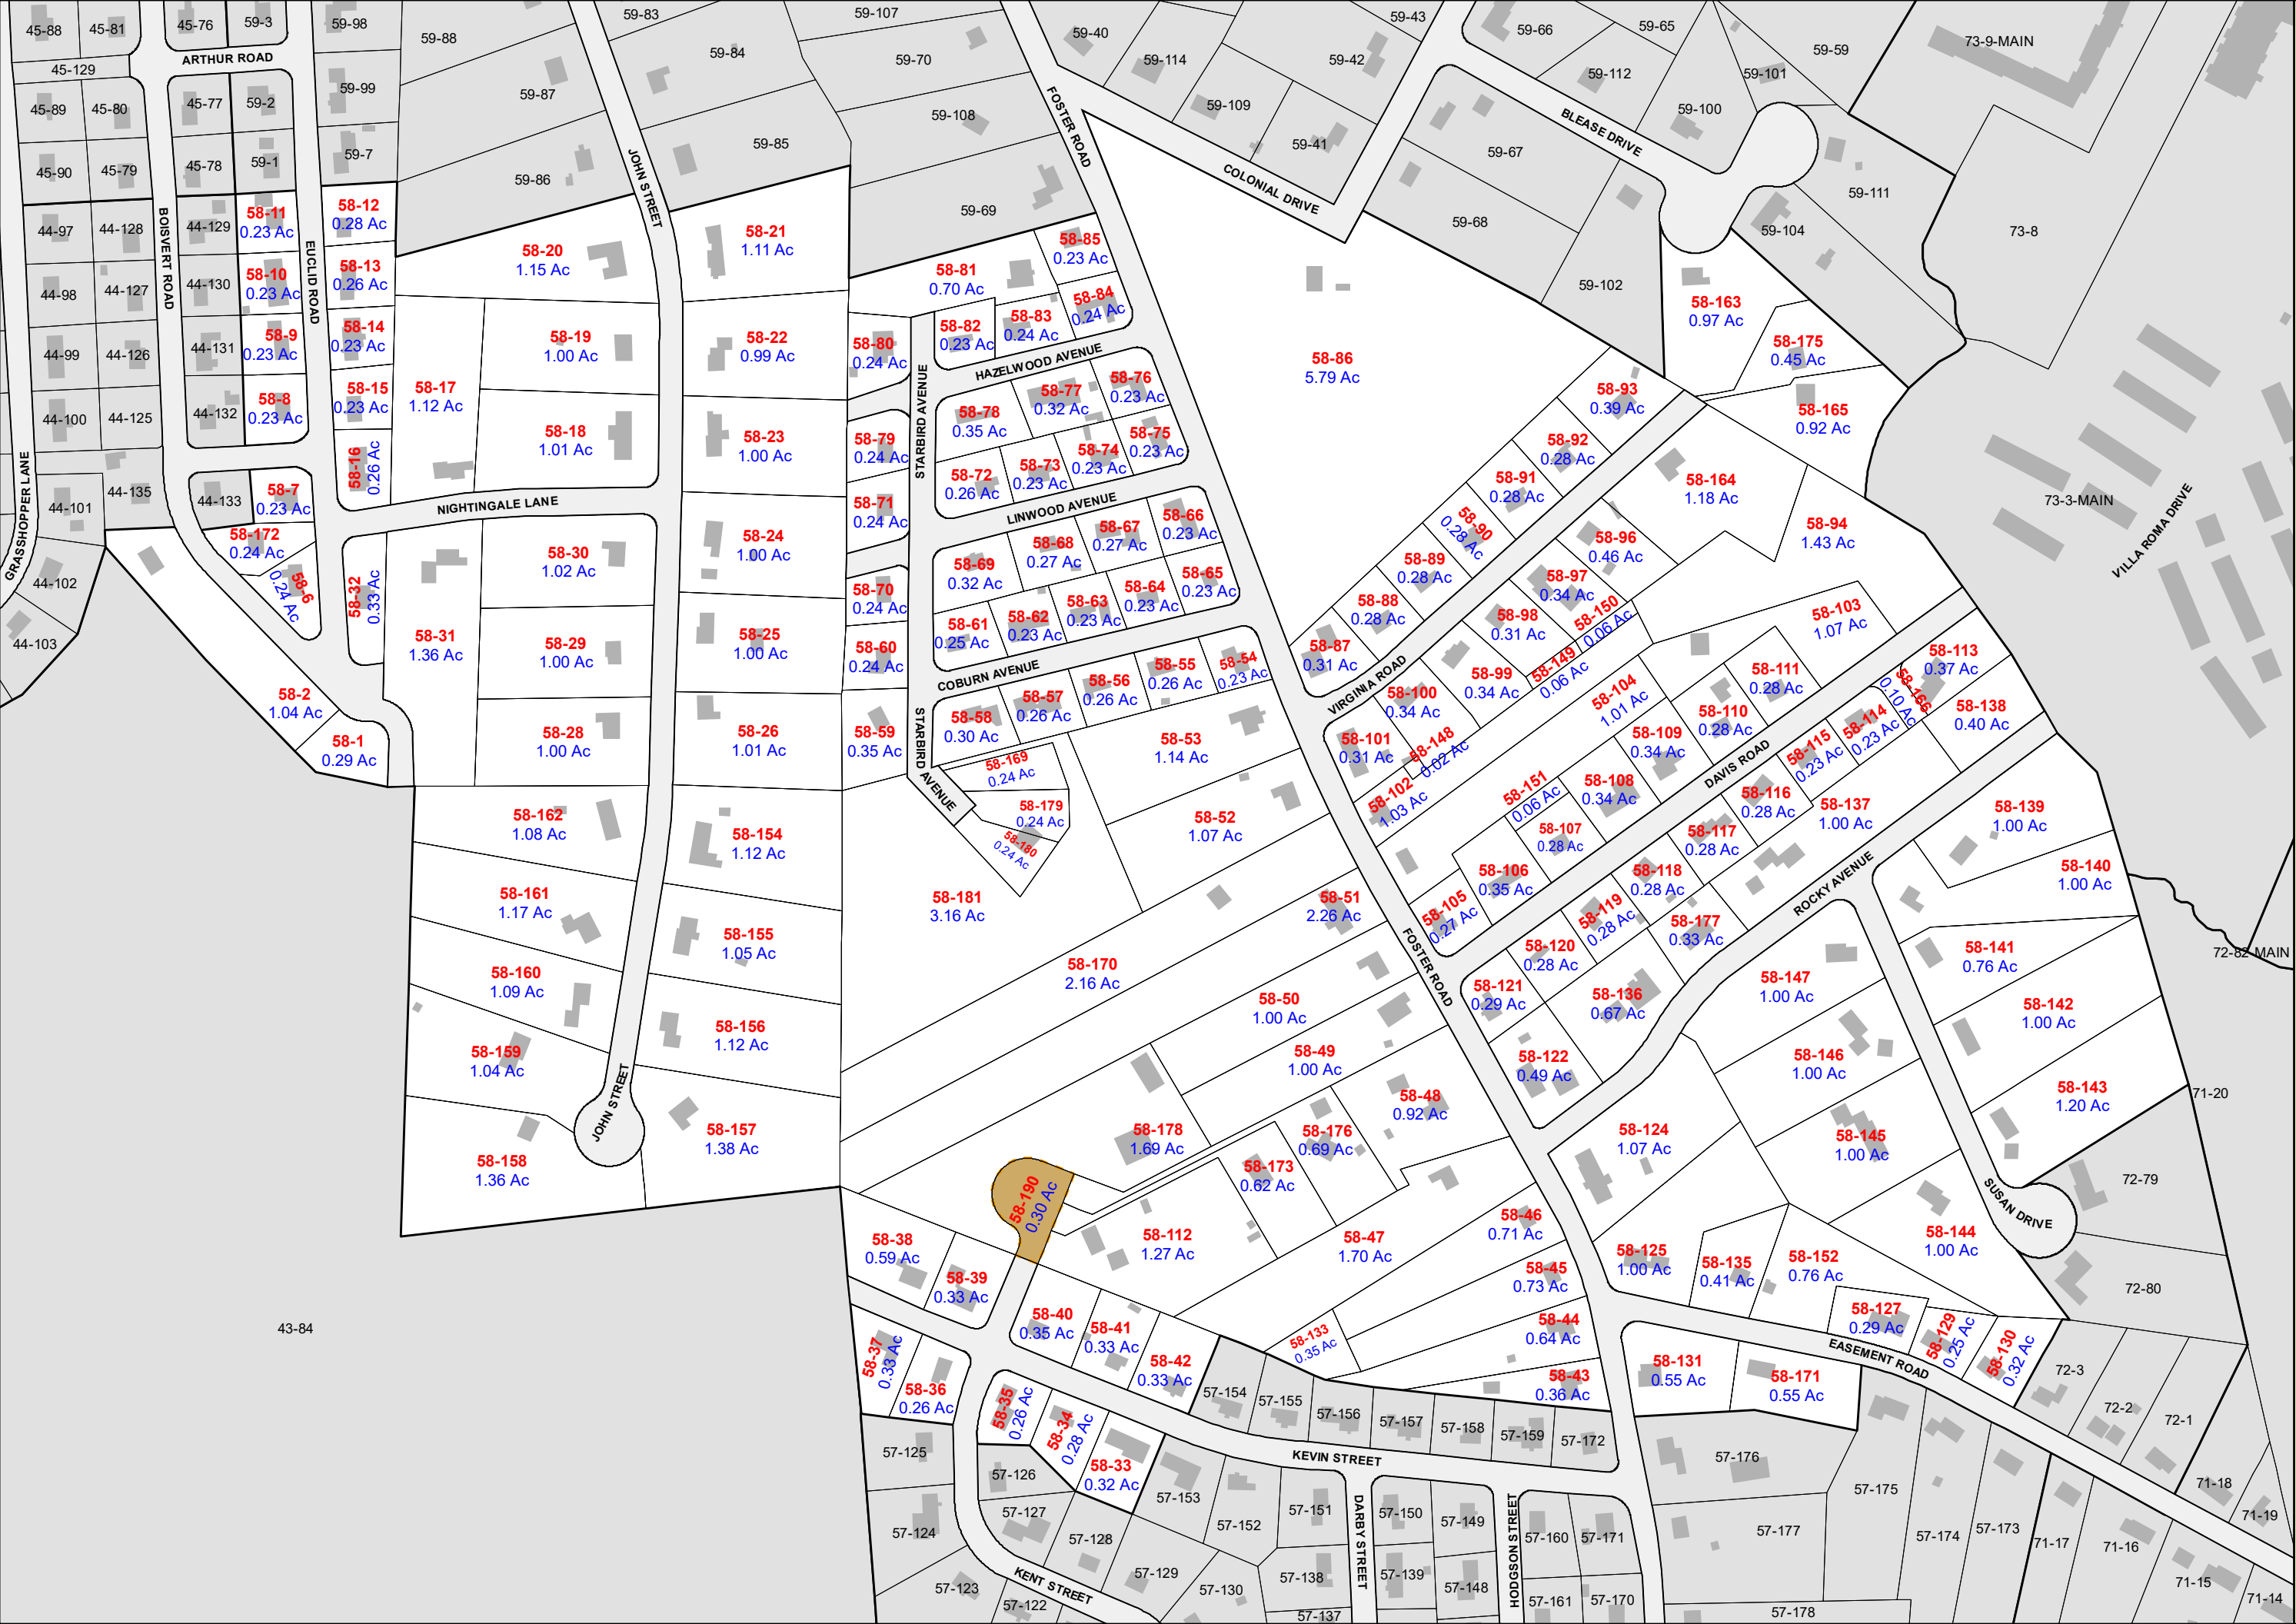 45-88
45-81
45-76
59-3
59-98
59-88
59-83
59-107
59-40
59-43
59-66
59-65
59-59
73-9-MAIN
ARTHUR ROAD
45-129
59-84
59-70
59-114
59-42
59-112
59-101
45-89
45-80
45-77
59-2
59-99
59-87
59-108
59-109
59-100
FOSTER ROAD
BLEASE DRIVE
45-90
45-79
45-78
59-1
59-7
59-86
59-85
59-41
59-67
JOHN STREET
COLONIAL DRIVE
59-111
59-69
59-68
59-104
73-8
59-102
44-97
44-128
44-129
58-11
0.23 Ac
58-12
0.28 Ac
BOISVERT ROAD
EUCLID ROAD
58-20
1.15 Ac
58-21
1.11 Ac
58-81
0.70 Ac
58-85
0.23 Ac
44-98
44-127
44-130
58-10
0.23 Ac
58-13
0.26 Ac
58-84
0.24 Ac
58-83
0.24 Ac
58-82
0.23 Ac
58-163
0.97 Ac
58-175
0.45 Ac
44-99
44-126
44-131
58-9
0.23 Ac
58-14
0.23 Ac
58-19
1.00 Ac
58-22
0.99 Ac
58-80
0.24 Ac
HAZELWOOD AVENUE
58-86
5.79 Ac
44-100
44-125
44-132
58-8
0.23 Ac
58-15
0.23 Ac
58-17
1.12 Ac
58-76
0.23 Ac
58-77
0.32 Ac
58-78
0.35 Ac
STARBIRD AVENUE
58-93
0.39 Ac
58-165
0.92 Ac
58-18
1.01 Ac
58-23
1.00 Ac
58-79
0.24 Ac
58-75
0.23 Ac
58-74
0.23 Ac
58-73
0.23 Ac
58-72
0.26 Ac
58-92
0.28 Ac
58-91
0.28 Ac
58-90
0.28 Ac
58-164
1.18 Ac
GRASSHOPPER LANE
44-101
44-135
44-133
58-7
0.23 Ac
58-16
0.26 Ac
NIGHTINGALE LANE
58-71
0.24 Ac
LINWOOD AVENUE
73-3-MAIN
VILLA ROMA DRIVE
58-172
0.24 Ac
58-6
0.24 Ac
58-32
0.33 Ac
58-30
1.02 Ac
58-24
1.00 Ac
58-66
0.23 Ac
58-67
0.27 Ac
58-68
0.27 Ac
58-69
0.32 Ac
58-96
0.46 Ac
58-94
1.43 Ac
44-102
44-103
58-70
0.24 Ac
58-65
0.23 Ac
58-64
0.23 Ac
58-63
0.23 Ac
58-62
0.23 Ac
58-61
0.25 Ac
58-89
0.28 Ac
58-88
0.28 Ac
58-97
0.34 Ac
58-98
0.31 Ac
58-150
0.06 Ac
58-103
1.07 Ac
58-31
1.36 Ac
58-29
1.00 Ac
58-25
1.00 Ac
58-60
0.24 Ac
COBURN AVENUE
58-87
0.31 Ac
VIRGINIA ROAD
58-99
0.34 Ac
58-149
0.06 Ac
58-113
0.37 Ac
58-54
0.23 Ac
58-55
0.26 Ac
58-56
0.26 Ac
58-57
0.26 Ac
58-58
0.30 Ac
58-100
0.34 Ac
58-104
1.01 Ac
58-111
0.28 Ac
58-110
0.28 Ac
58-166
0.10 Ac
58-138
0.40 Ac
58-2
1.04 Ac
58-1
0.29 Ac
58-28
1.00 Ac
58-26
1.01 Ac
58-59
0.35 Ac
STARBIRD AVENUE
58-53
1.14 Ac
58-101
0.31 Ac
58-148
0.02 Ac
58-109
0.34 Ac
DAVIS ROAD
58-115
0.23 Ac
58-114
0.23 Ac
58-169
0.24 Ac
58-179
0.24 Ac
58-180
0.24 Ac
58-102
1.03 Ac
58-151
0.06 Ac
58-108
0.34 Ac
58-116
0.28 Ac
58-137
1.00 Ac
58-139
1.00 Ac
58-162
1.08 Ac
58-154
1.12 Ac
58-52
1.07 Ac
58-107
0.28 Ac
58-117
0.28 Ac
58-161
1.17 Ac
58-181
3.16 Ac
58-51
2.26 Ac
58-105
0.27 Ac
58-106
0.35 Ac
58-118
0.28 Ac
58-119
0.28 Ac
58-177
0.33 Ac
ROCKY AVENUE
58-140
1.00 Ac
58-155
1.05 Ac
58-160
1.09 Ac
58-170
2.16 Ac
FOSTER ROAD
58-120
0.28 Ac
58-121
0.29 Ac
58-136
0.67 Ac
58-147
1.00 Ac
58-141
0.76 Ac
72-82-MAIN
58-50
1.00 Ac
58-156
1.12 Ac
58-142
1.00 Ac
58-159
1.04 Ac
58-49
1.00 Ac
58-122
0.49 Ac
58-146
1.00 Ac
58-143
1.20 Ac
71-20
JOHN STREET
58-48
0.92 Ac
58-157
1.38 Ac
58-178
1.69 Ac
58-176
0.69 Ac
58-124
1.07 Ac
58-145
1.00 Ac
58-158
1.36 Ac
58-173
0.62 Ac
72-79
58-190
0.30 Ac
SUSAN DRIVE
58-38
0.59 Ac
58-112
1.27 Ac
58-47
1.70 Ac
58-46
0.71 Ac
58-125
1.00 Ac
58-135
0.41 Ac
58-152
0.76 Ac
58-144
1.00 Ac
58-39
0.33 Ac
58-45
0.73 Ac
72-80
43-84
58-40
0.35 Ac
58-41
0.33 Ac
58-42
0.33 Ac
58-133
0.35 Ac
58-44
0.64 Ac
58-127
0.29 Ac
58-129
0.25 Ac
58-130
0.32 Ac
EASEMENT ROAD
58-37
0.33 Ac
58-36
0.26 Ac
58-43
0.36 Ac
58-131
0.55 Ac
58-171
0.55 Ac
72-3
72-2
72-1
58-35
0.26 Ac
58-34
0.28 Ac
58-33
0.32 Ac
57-154
57-155
57-156
57-157
57-158
57-159
57-172
57-125
57-126
KEVIN STREET
57-176
57-175
71-18
71-19
57-127
57-153
57-151
57-150
57-149
57-124
57-128
57-152
DARBY STREET
HODGSON STREET
57-160
57-171
57-177
57-174
57-173
71-17
71-16
57-129
57-138
57-139
57-148
57-123
KENT STREET
57-130
57-161
57-170
71-15
71-14
57-122
57-137
57-178